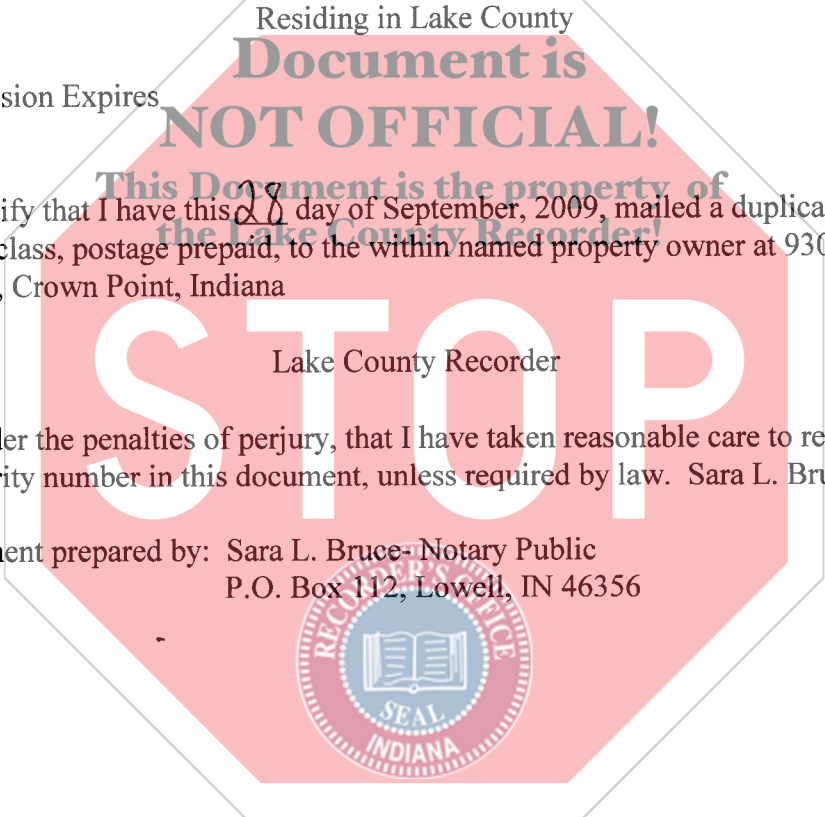 Residing in Lake County
Document is
sion Expires
NOT OFFICIAL!
This Document is the property of
ify that I have this 28 day of September, 2009, mailed a duplica
the Lake County Recorder!
class, postage prepaid, to the within named property owner at 930
, Crown Point, Indiana
STOP
Lake County Recorder
er the penalties of perjury, that I have taken reasonable care to re
ity number in this document, unless required by law. Sara L. Bru
ent prepared by: Sara L. Bruce- Notary Public
P.O. Box 112, Lowell, IN 46356
RECORDER'S OFFICE
SEAL
INDIANA